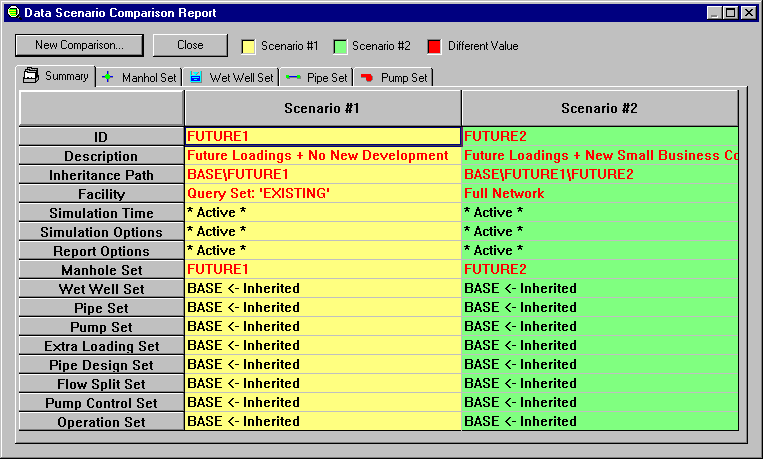 Data Scenario Comparison Report
New Comparison... Close Scenario #1 Scenario #2 Different Value
Summary Manhol Set Wet Well Set Pipe Set Pump Set
Scenario #1 Scenario #2
ID FUTURE1 FUTURE2
Description Future Loadings + No New Development Future Loadings + New Small Business Co
Inheritance Path BASE\FUTURE1 BASE\FUTURE1\FUTURE2
Facility Query Set: 'EXISTING' Full Network
Simulation Time * Active * * Active *
Simulation Options * Active * * Active *
Report Options * Active * * Active *
Manhole Set FUTURE1 FUTURE2
Wet Well Set BASE <- Inherited BASE <- Inherited
Pipe Set BASE <- Inherited BASE <- Inherited
Pump Set BASE <- Inherited BASE <- Inherited
Extra Loading Set BASE <- Inherited BASE <- Inherited
Pipe Design Set BASE <- Inherited BASE <- Inherited
Flow Split Set BASE <- Inherited BASE <- Inherited
Pump Control Set BASE <- Inherited BASE <- Inherited
Operation Set BASE <- Inherited BASE <- Inherited